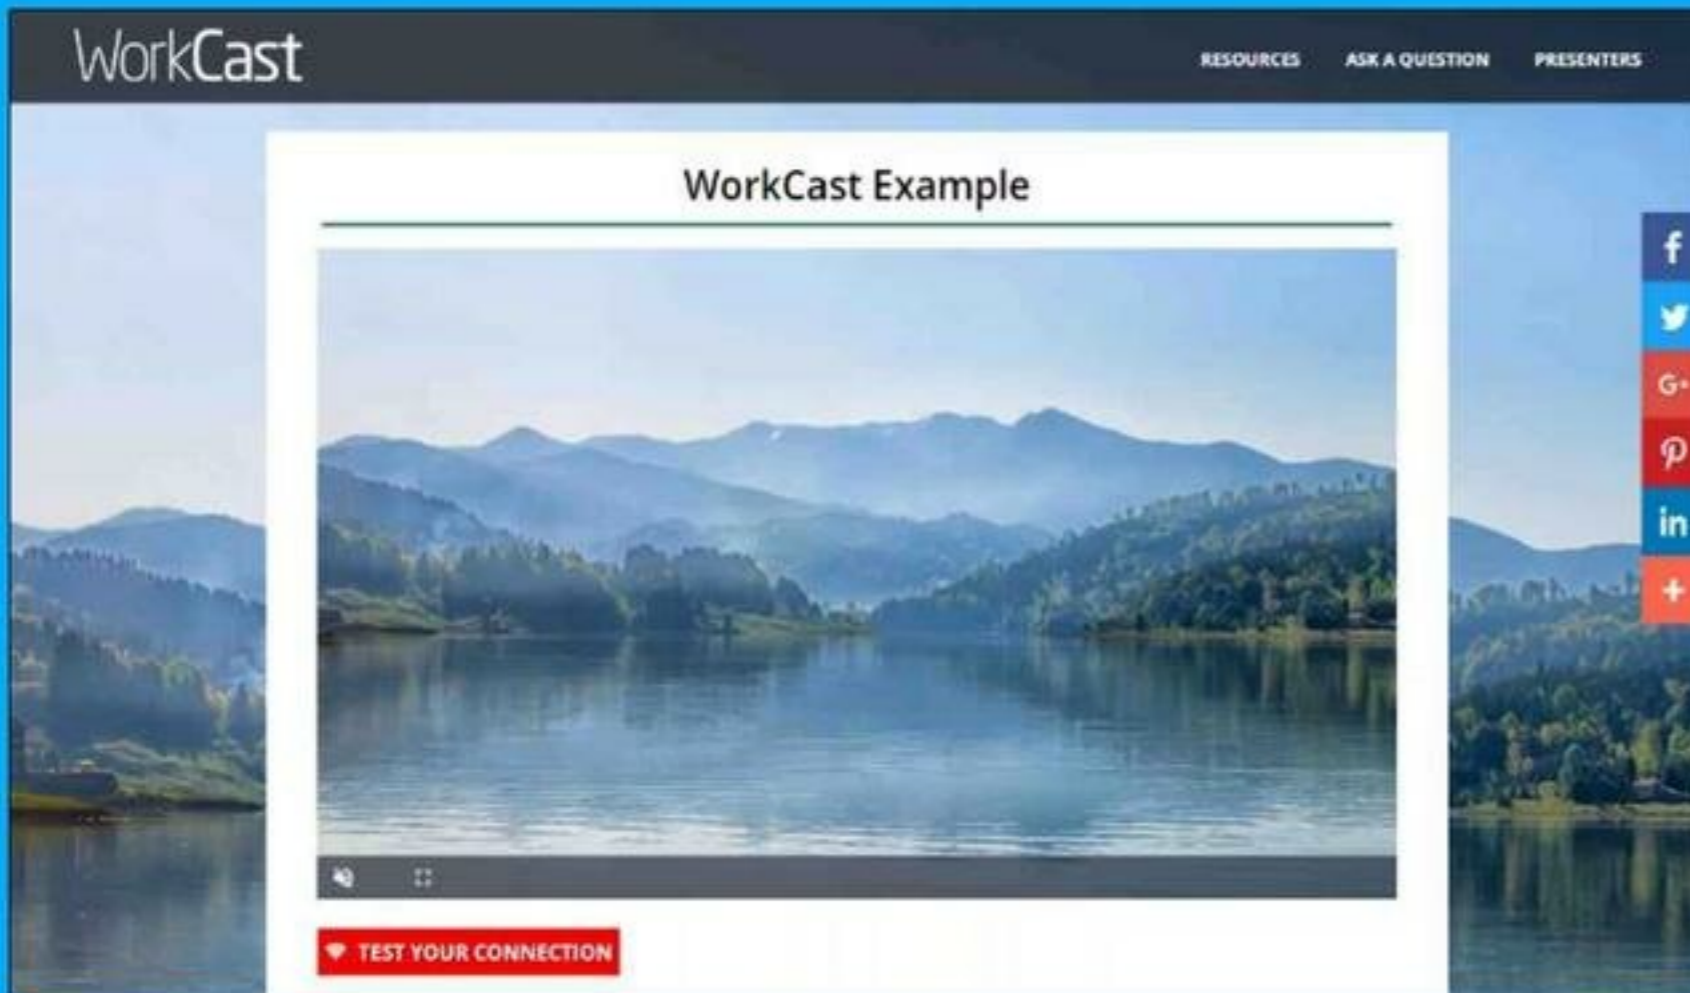 WorkCast
RESOURCES ASK A QUESTION PRESENTERS
WorkCast Example
f
G+
in
+
TEST YOUR CONNECTION